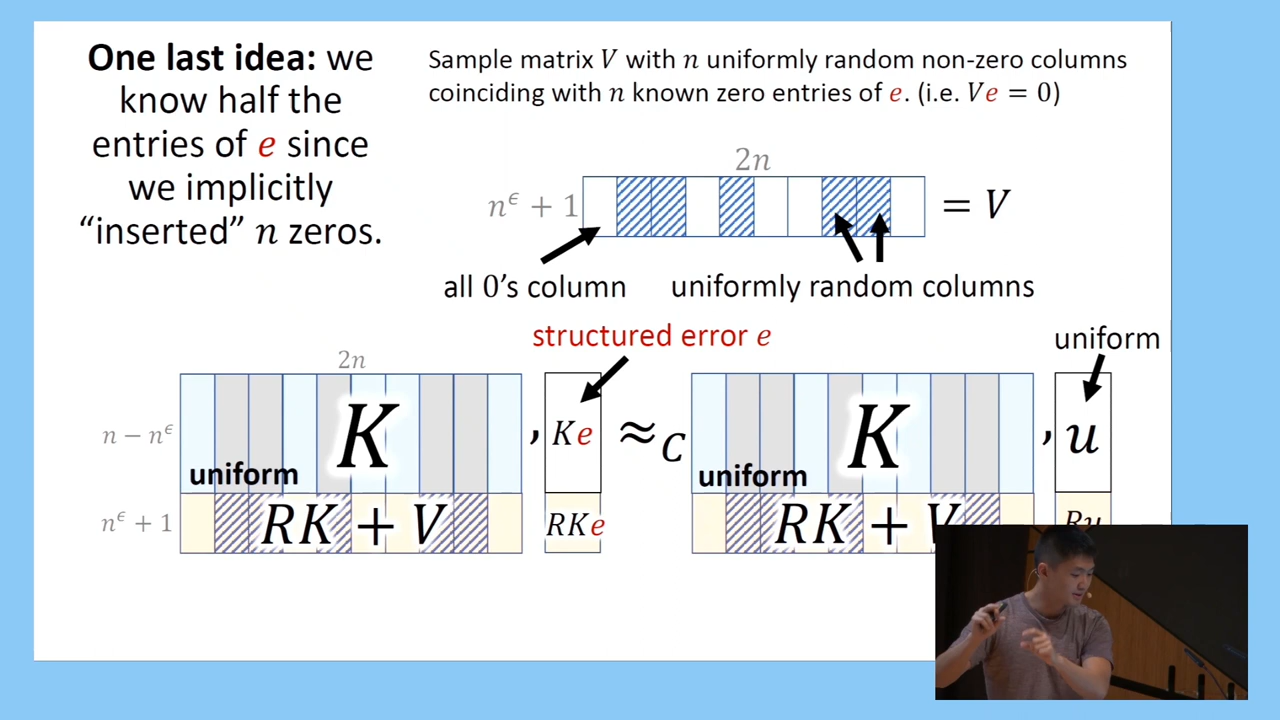 One last idea: we
know half the
entries of e since
we implicitly
“inserted” n zeros.
Sample matrix V with n uniformly random non-zero columns
coinciding with n known zero entries of e. (i.e. Ve = 0)
2n
n^ϵ + 1
= V
all 0’s column
uniformly random columns
structured error e
uniform
2n
n − n^ϵ
K
uniform
, Ke ≈_C
K
uniform
, u
n^ϵ + 1
RK + V
RKe
RK + V